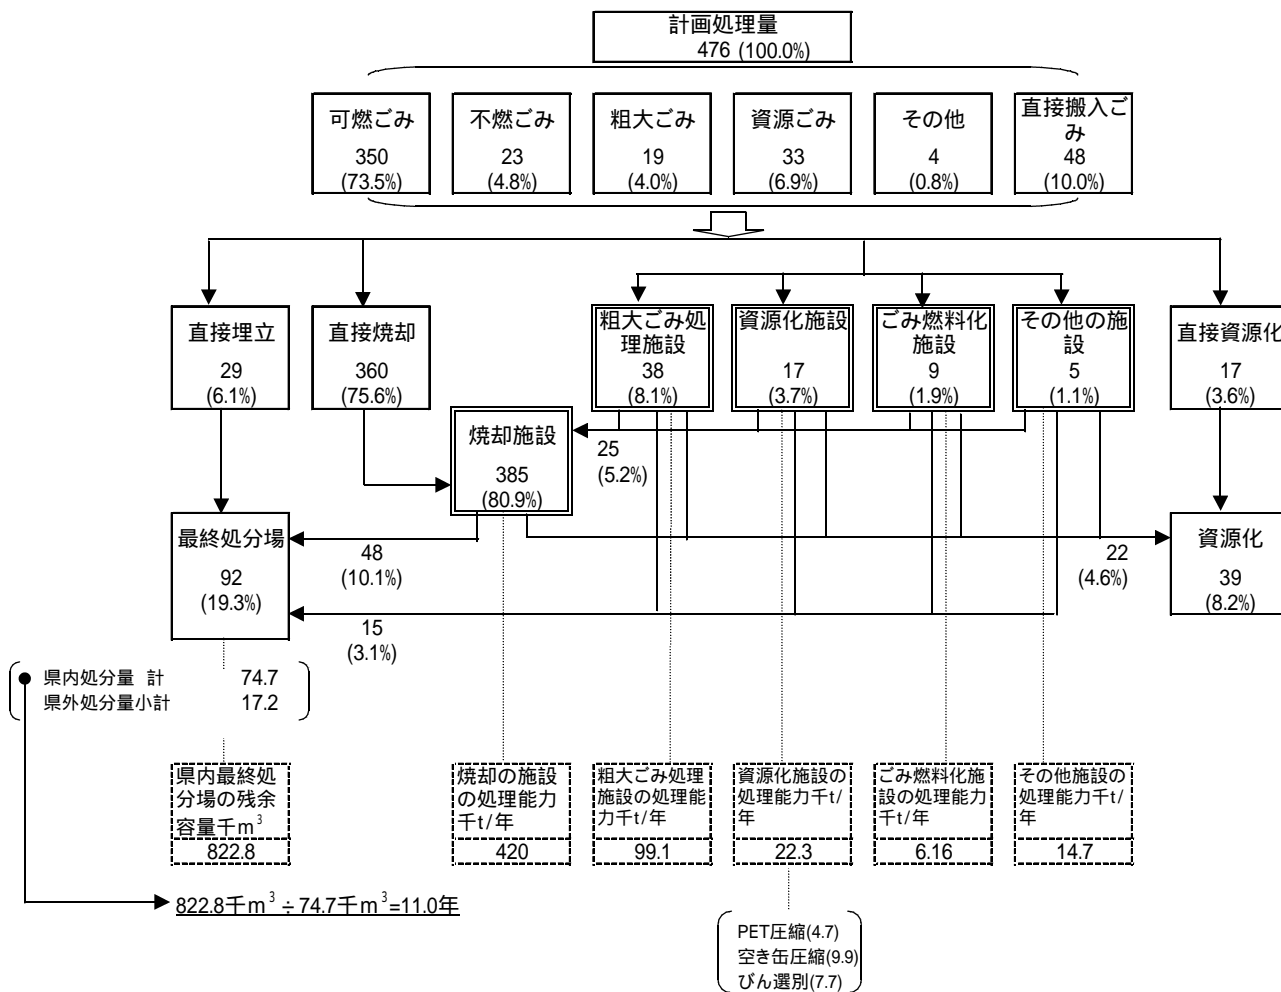 計画処理量
476 (100.0%)
可燃ごみ
350
(73.5%)
不燃ごみ
23
(4.8%)
粗大ごみ
19
(4.0%)
資源ごみ
33
(6.9%)
その他
4
(0.8%)
直接搬入ご
み
48
(10.0%)
直接埋立
29
(6.1%)
直接焼却
360
(75.6%)
粗大ごみ処
理施設
38
(8.1%)
資源化施設
17
(3.7%)
ごみ燃料化
施設
9
(1.9%)
その他の施
設
5
(1.1%)
直接資源化
17
(3.6%)
焼却施設
385
(80.9%)
25
(5.2%)
最終処分場
92
(19.3%)
48
(10.1%)
22
(4.6%)
資源化
39
(8.2%)
15
(3.1%)
県内処分量 計 74.7
県外処分量小計 17.2
県内最終処
分場の残余
容量千m³
822.8
焼却の施設
の処理能力
千t/年
420
粗大ごみ処理
施設の処理能
力千t/年
99.1
資源化施設の
処理能力千t/
年
22.3
ごみ燃料化施
設の処理能力
千t/年
6.16
その他施設の
処理能力千t/
年
14.7
822.8千m³÷74.7千m³=11.0年
PET圧縮(4.7)
空き缶圧縮(9.9)
びん選別(7.7)